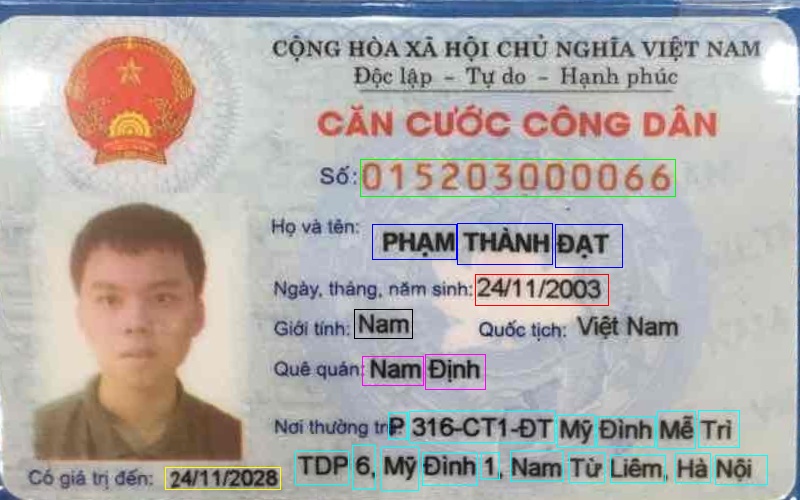 CỘNG HÒA XÃ HỘI CHỦ NGHĨA VIỆT NAM
Độc lập - Tự do - Hạnh phúc
CĂN CƯỚC CÔNG DÂN
Số: 015203000066
Họ và tên: PHẠM THÀNH ĐẠT
Ngày, tháng, năm sinh: 24/11/2003
Giới tính: Nam Quốc tịch: Việt Nam
Quê quán: Nam Định
Nơi thường P 316-CT1-ĐT Mỹ Đình Mễ Trì
TDP 6, Mỹ Đình 1, Nam Từ Liêm, Hà Nội
Có giá trị đến: 24/11/2028